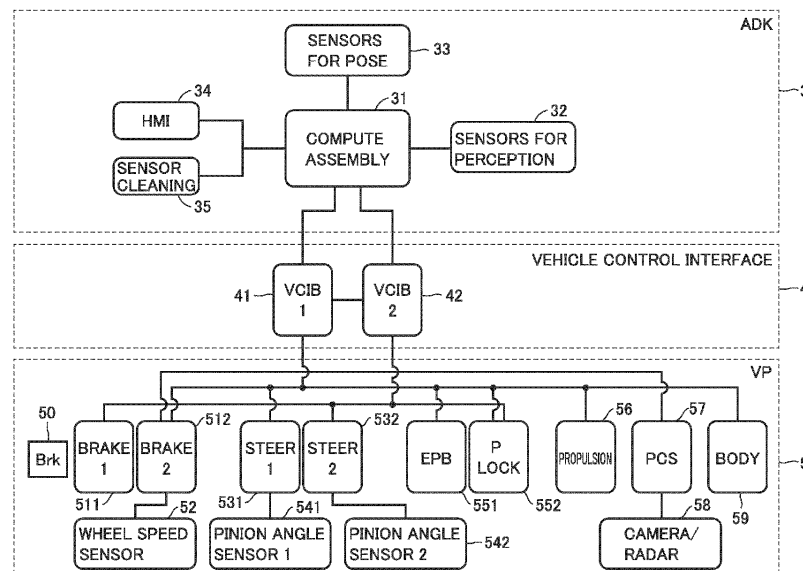 ADK
SENSORS
FOR POSE
33
3
34
HMI
31
COMPUTE
ASSEMBLY
32
SENSORS FOR
PERCEPTION
SENSOR
CLEANING
35
VEHICLE CONTROL INTERFACE
4
41
VCIB
1
VCIB
2
42
VP
5
50
Brk
BRAKE
1
511
BRAKE
2
512
STEER
1
531
STEER
2
532
EPB
551
P
LOCK
552
PROPULSION
56
PCS
57
BODY
59
WHEEL SPEED
SENSOR
52
PINION ANGLE
SENSOR 1
541
PINION ANGLE
SENSOR 2
542
CAMERA/
RADAR
58